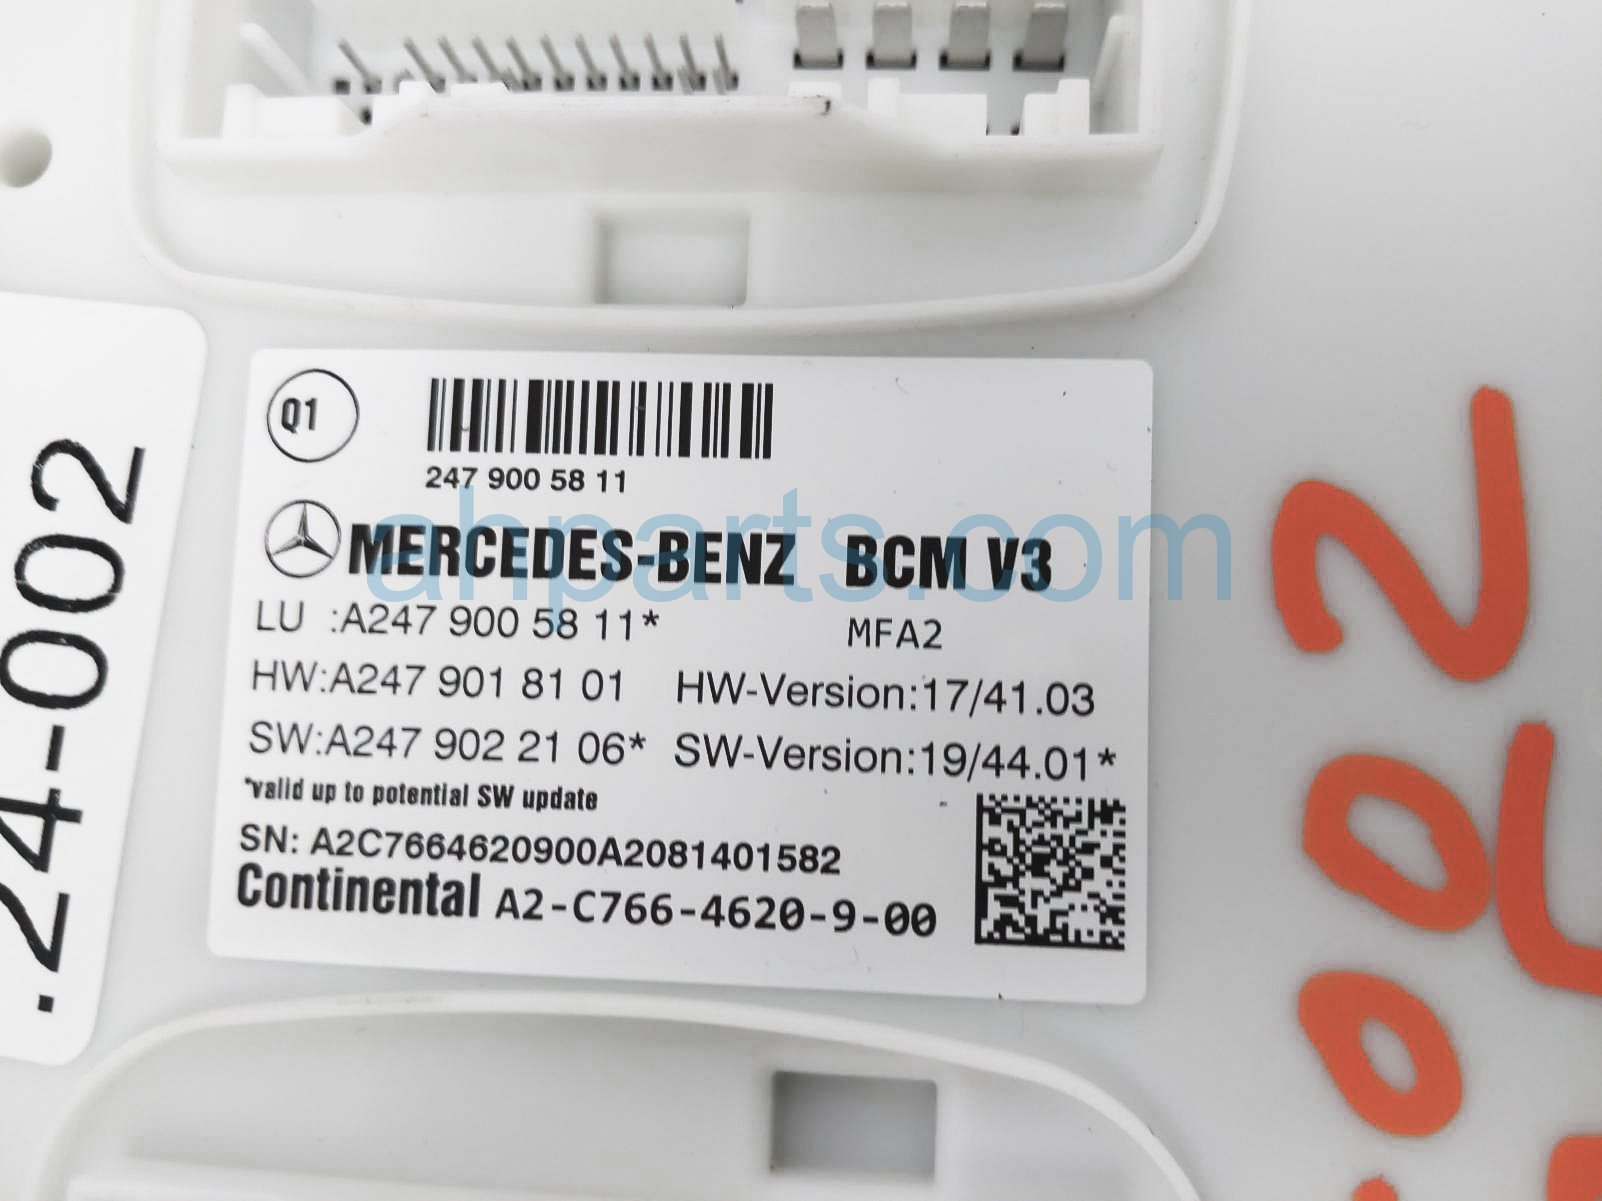 Q1
247 900 58 11
MERCEDES-BENZ BCM V3
ahparts.com
LU :A247 900 58 11* MFA2
HW:A247 901 81 01 HW-Version:17/41.03
SW:A247 902 21 06* SW-Version:19/44.01*
*valid up to potential SW update
SN: A2C7664620900A2081401582
Continental A2-C766-4620-9-00
.24-002
002